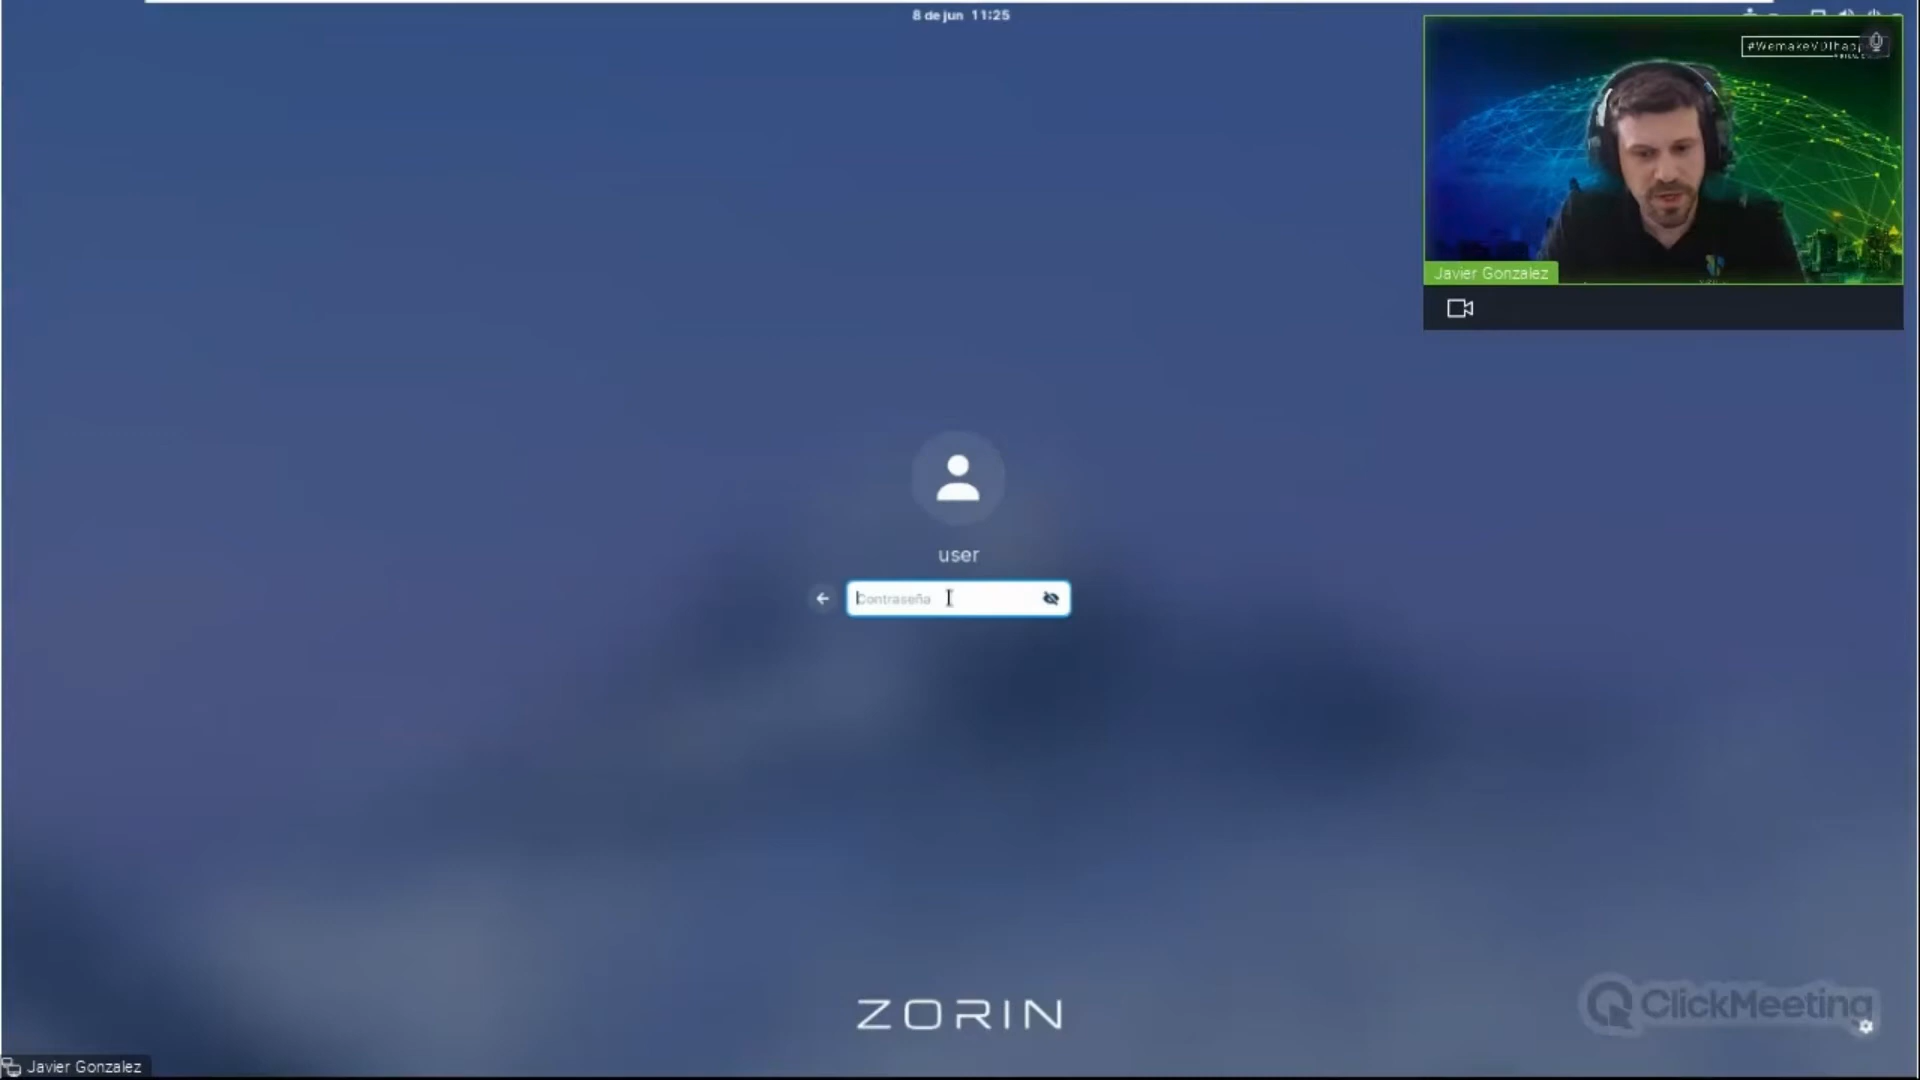 8 de jun 11:25
Javier Gonzalez
user
Contraseña
ZORIN
ClickMeeting
Javier Gonzalez